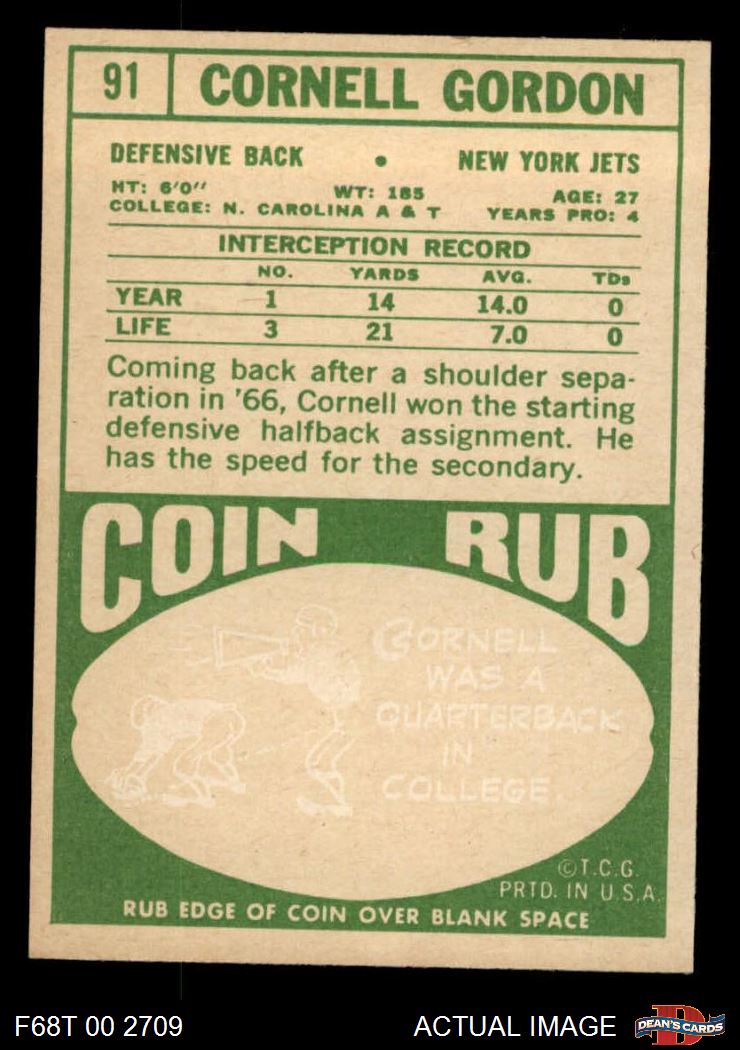 91 CORNELL GORDON
DEFENSIVE BACK • NEW YORK JETS
HT: 6'0" WT: 185 AGE: 27
COLLEGE: N. CAROLINA A & T YEARS PRO: 4
INTERCEPTION RECORD
NO. YARDS AVG. TDs
YEAR 1 14 14.0 0
LIFE 3 21 7.0 0
Coming back after a shoulder sepa-
ration in '66, Cornell won the starting
defensive halfback assignment. He
has the speed for the secondary.
COIN RUB
CORNELL
WAS A
QUARTERBACK
IN
COLLEGE.
©T.C.G.
PRTD. IN U.S.A.
RUB EDGE OF COIN OVER BLANK SPACE
F68T 00 2709 ACTUAL IMAGE
D
DEAN'S CARDS